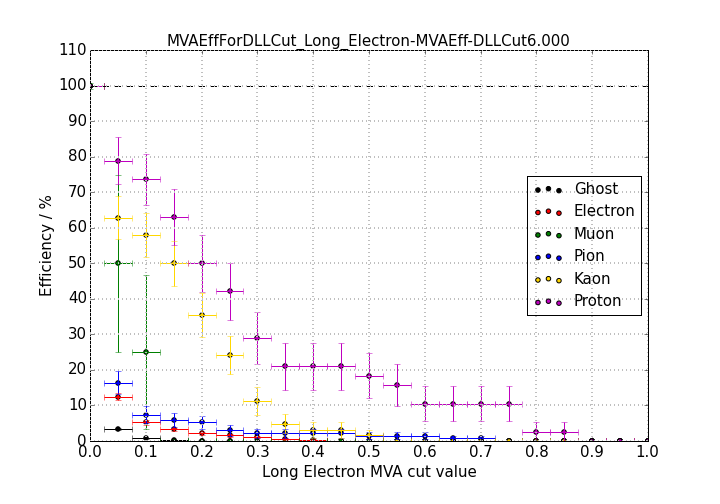 MVAEffForDLLCut_Long_Electron-MVAEff-DLLCut6.000
110
100
90
80
70
60
50
40
30
20
10
0
Efficiency / %
Ghost
Electron
Muon
Pion
Kaon
Proton
0.0 0.1 0.2 0.3 0.4 0.5 0.6 0.7 0.8 0.9 1.0
Long Electron MVA cut value